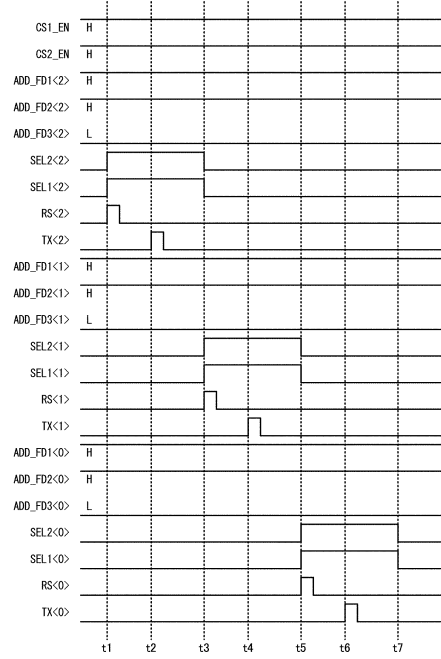 CS1_EN H
CS2_EN H
ADD_FD1<2> H
ADD_FD2<2> H
ADD_FD3<2> L
SEL2<2>
SEL1<2>
RS<2>
TX<2>
ADD_FD1<1> H
ADD_FD2<1> H
ADD_FD3<1> L
SEL2<1>
SEL1<1>
RS<1>
TX<1>
ADD_FD1<0> H
ADD_FD2<0> H
ADD_FD3<0> L
SEL2<0>
SEL1<0>
RS<0>
TX<0>
t1 t2 t3 t4 t5 t6 t7